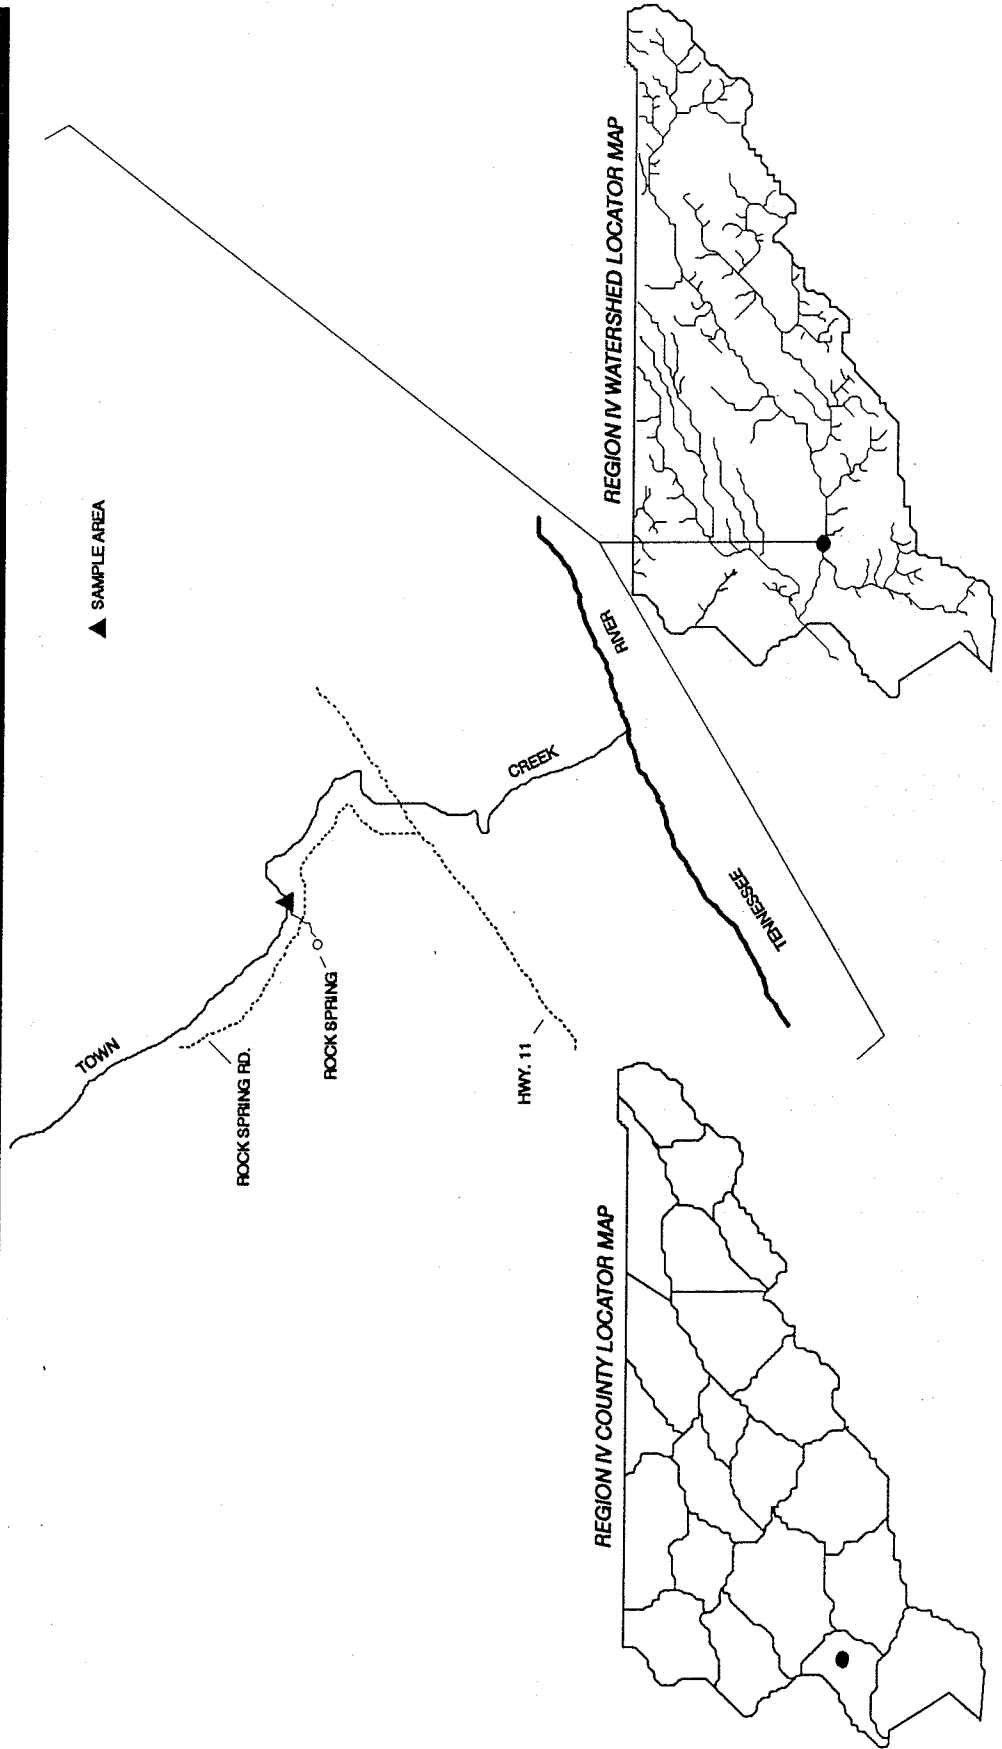 ▲ SAMPLE AREA
TOWN
ROCK SPRING RD.
ROCK SPRING
HWY. 11
CREEK
TENNESSEE
RIVER
REGION IV COUNTY LOCATOR MAP
REGION IV WATERSHED LOCATOR MAP